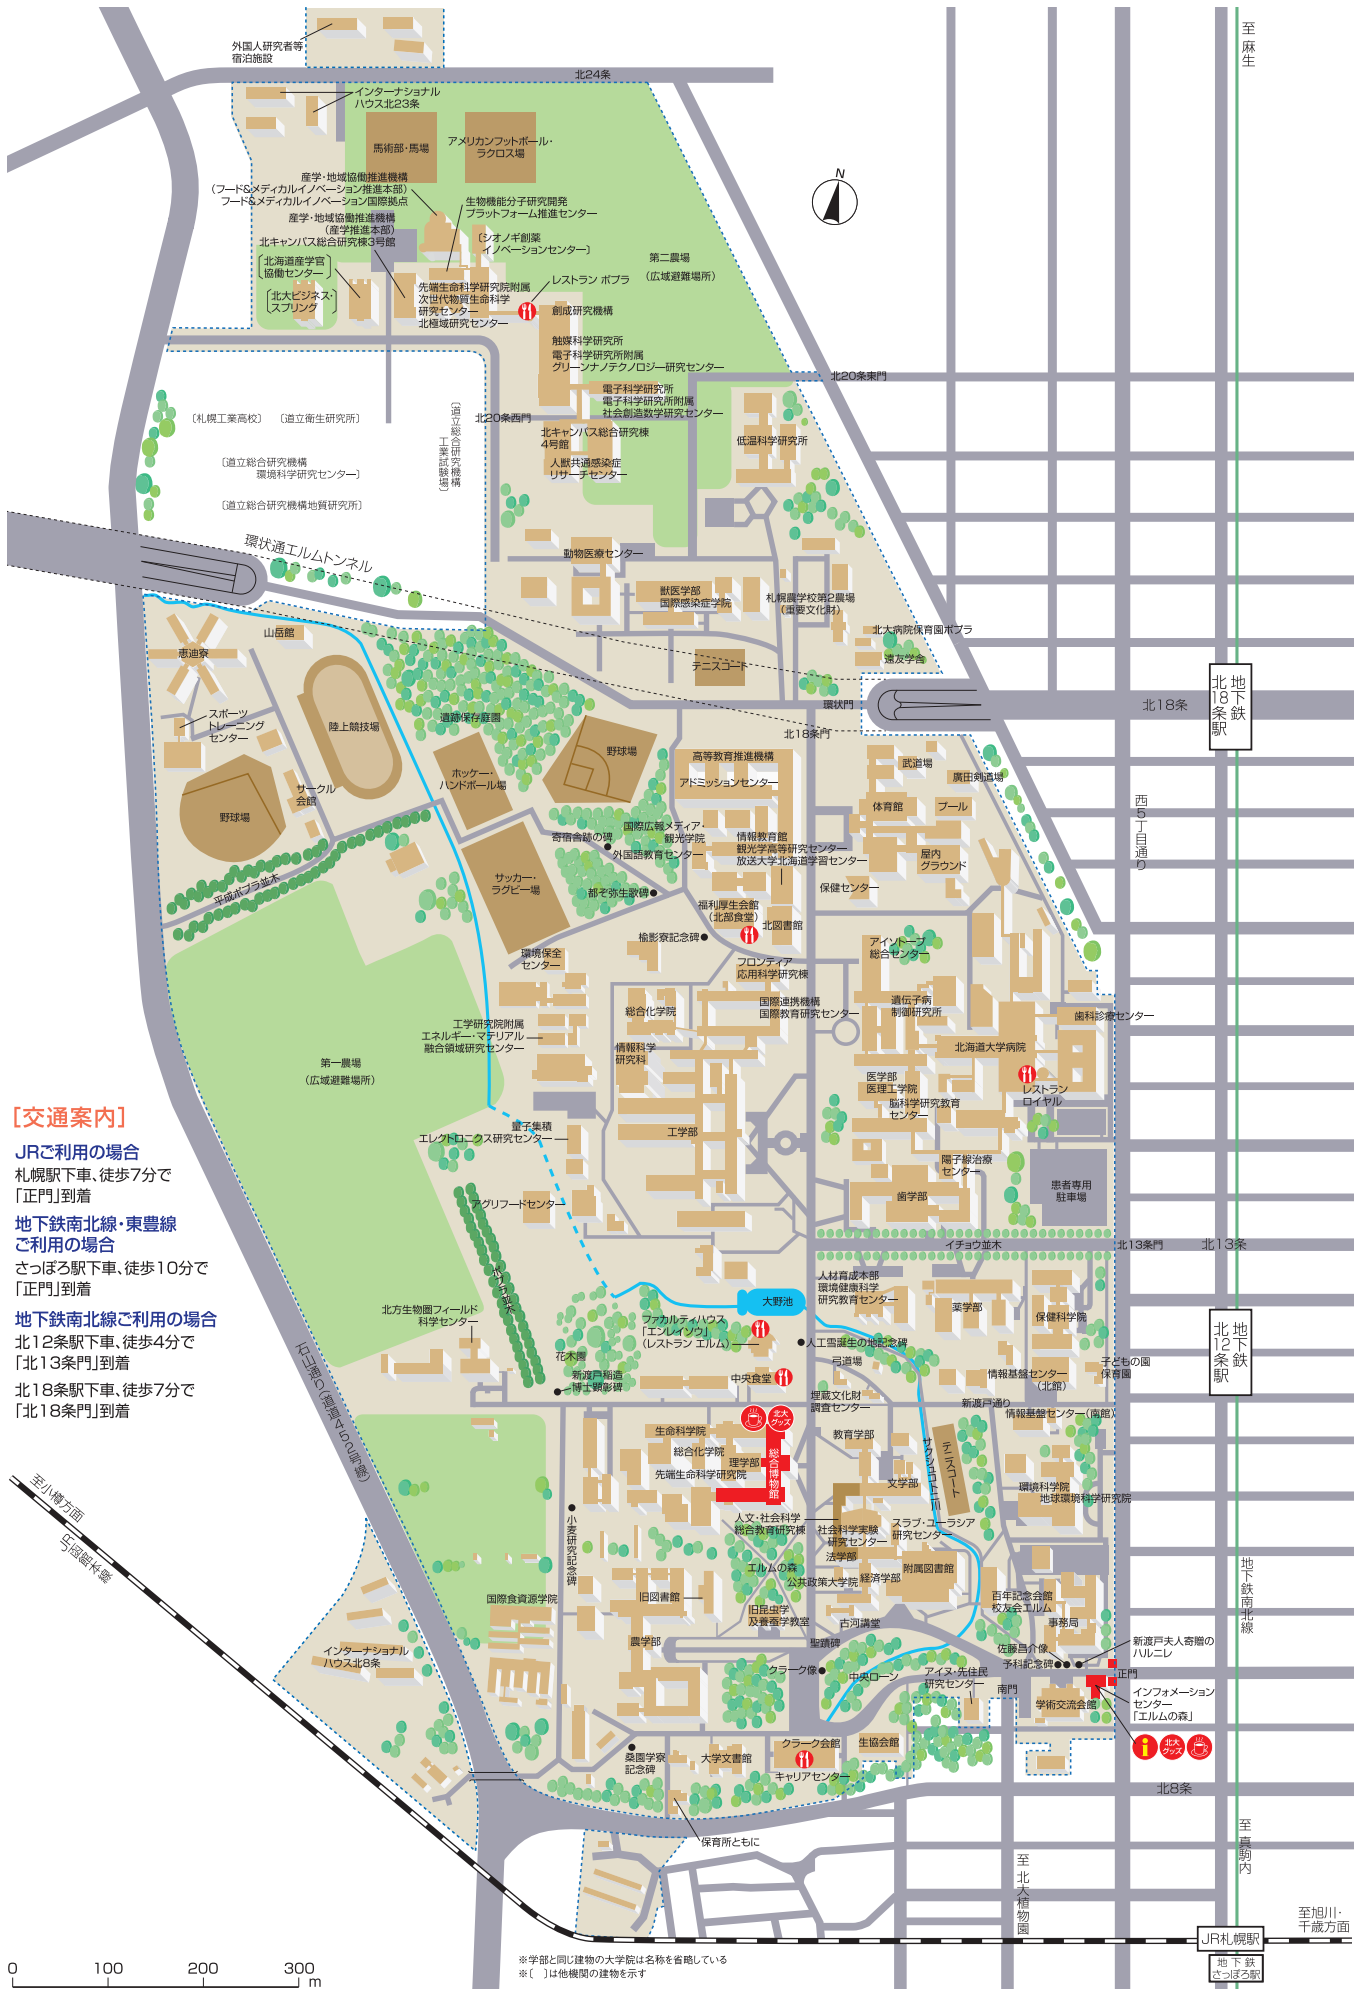 外国人研究者等
宿泊施設
北24条
至 麻生
インターナショナル
ハウス北23条
馬術部・馬場
アメリカンフットボール・
ラクロス場
N
産学・地域協働推進機構
(フード&メディカルイノベーション推進本部)
フード&メディカルイノベーション国際拠点
生物機能分子研究開発
プラットフォーム推進センター
産学・地域協働推進機構
(産学推進本部)
北キャンパス総合研究棟3号館
〔シオノギ創薬
イノベーションセンター〕
第二農場
(広域避難場所)
〔北海道産学官
協働センター〕
〔北大ビジネス・
スプリング〕
レストラン ポプラ
先端生命科学研究院附属
次世代物質生命科学
研究センター
北極域研究センター
創成研究機構
触媒科学研究所
電子科学研究所附属
グリーンナノテクノロジー研究センター
北20条東門
電子科学研究所
電子科学研究所附属
社会創造数学研究センター
〔札幌工業高校〕
〔道立衛生研究所〕
〔道立総合研究機構
工業試験場〕
北20条西門
北キャンパス総合研究棟
4号館
低温科学研究所
〔道立総合研究機構
環境科学研究センター〕
人獣共通感染症
リサーチセンター
〔道立総合研究機構地質研究所〕
環状通エルムトンネル
動物医療センター
獣医学部
国際感染症学院
札幌農学校第2農場
(重要文化財)
山岳館
恵迪寮
北大病院保育園ポプラ
遠友学舎
テニスコート
地下鉄
北18条駅
スポーツ
トレーニング
センター
陸上競技場
遺跡保存庭園
環状門
北18条
北18条門
野球場
高等教育推進機構
アドミッションセンター
武道場
廣田剣道場
ホッケー・
ハンドボール場
サークル
会館
体育館
プール
西5丁目通り
野球場
寄宿舎跡の碑
国際広報メディア・
観光学院
情報教育館
観光学高等研究センター
放送大学北海道学習センター
外国語教育センター
屋内
グラウンド
サッカー・
ラグビー場
平成ポプラ並木
都ぞ弥生歌碑
保健センター
福利厚生会館
(北部食堂)
北図書館
楡影寮記念碑
環境保全
センター
フロンティア
応用科学研究棟
アイソトープ
総合センター
総合化学院
国際連携機構
国際教育研究センター
遺伝子病
制御研究所
歯科診療センター
工学研究院附属
エネルギー・マテリアル
融合領域研究センター
情報科学
研究科
北海道大学病院
第一農場
(広域避難場所)
医学部
医理工学院
レストラン
ロイヤル
脳科学研究教育
センター
[交通案内]
JRご利用の場合
札幌駅下車、徒歩7分で
「正門」到着
地下鉄南北線・東豊線
ご利用の場合
さっぽろ駅下車、徒歩10分で
「正門」到着
地下鉄南北線ご利用の場合
北12条駅下車、徒歩4分で
「北13条門」到着
北18条駅下車、徒歩7分で
「北18条門」到着
量子集積
エレクトロニクス研究センター
工学部
陽子線治療
センター
患者専用
駐車場
アグリフードセンター
歯学部
イチョウ並木
北13条門
北13条
ポプラ並木
人材育成本部
環境健康科学
研究教育センター
大野池
薬学部
保健科学院
地下鉄
北12条駅
北方生物圏フィールド
科学センター
ファカルティハウス
「エンレイソウ」
(レストラン エルム)
人工雪誕生の地記念碑
花木園
弓道場
子どもの園
保育園
情報基盤センター
(北館)
新渡戸稲造
博士顕彰碑
中央食堂
埋蔵文化財
調査センター
新渡戸通り
情報基盤センター(南館)
石山通り(道道452号線)
北大
グッズ
生命科学院
総合化学院
理学部
先端生命科学研究院
総合博物館
教育学部
サクシュコトニ川
テニスコート
文学部
環境科学院
地球環境科学研究院
至小樽方面
JR函館本線
小麦研究記念碑
人文・社会科学
総合教育研究棟
社会科学実験
研究センター
スラブ・ユーラシア
研究センター
法学部
エルムの森
公共政策大学院
経済学部
附属図書館
地下鉄南北線
国際食資源学院
旧図書館
旧昆虫学
及養蚕学教室
古河講堂
百年記念会館
校友会エルム
事務局
インターナショナル
ハウス北8条
農学部
聖蹟碑
佐藤昌介像
予科記念碑
新渡戸夫人寄贈の
ハルニレ
クラーク像
中央ローン
アイヌ・先住民
研究センター
南門
正門
学術交流会館
インフォメーション
センター
「エルムの森」
北大
グッズ
桑園学寮
記念碑
大学文書館
クラーク会館
キャリアセンター
生協会館
北8条
保育所ともに
至 真駒内
至 北大植物園
至旭川・
千歳方面
JR札幌駅
地下鉄
さっぽろ駅
※学部と同じ建物の大学院は名称を省略している
※〔　〕は他機関の建物を示す
0 100 200 300
m